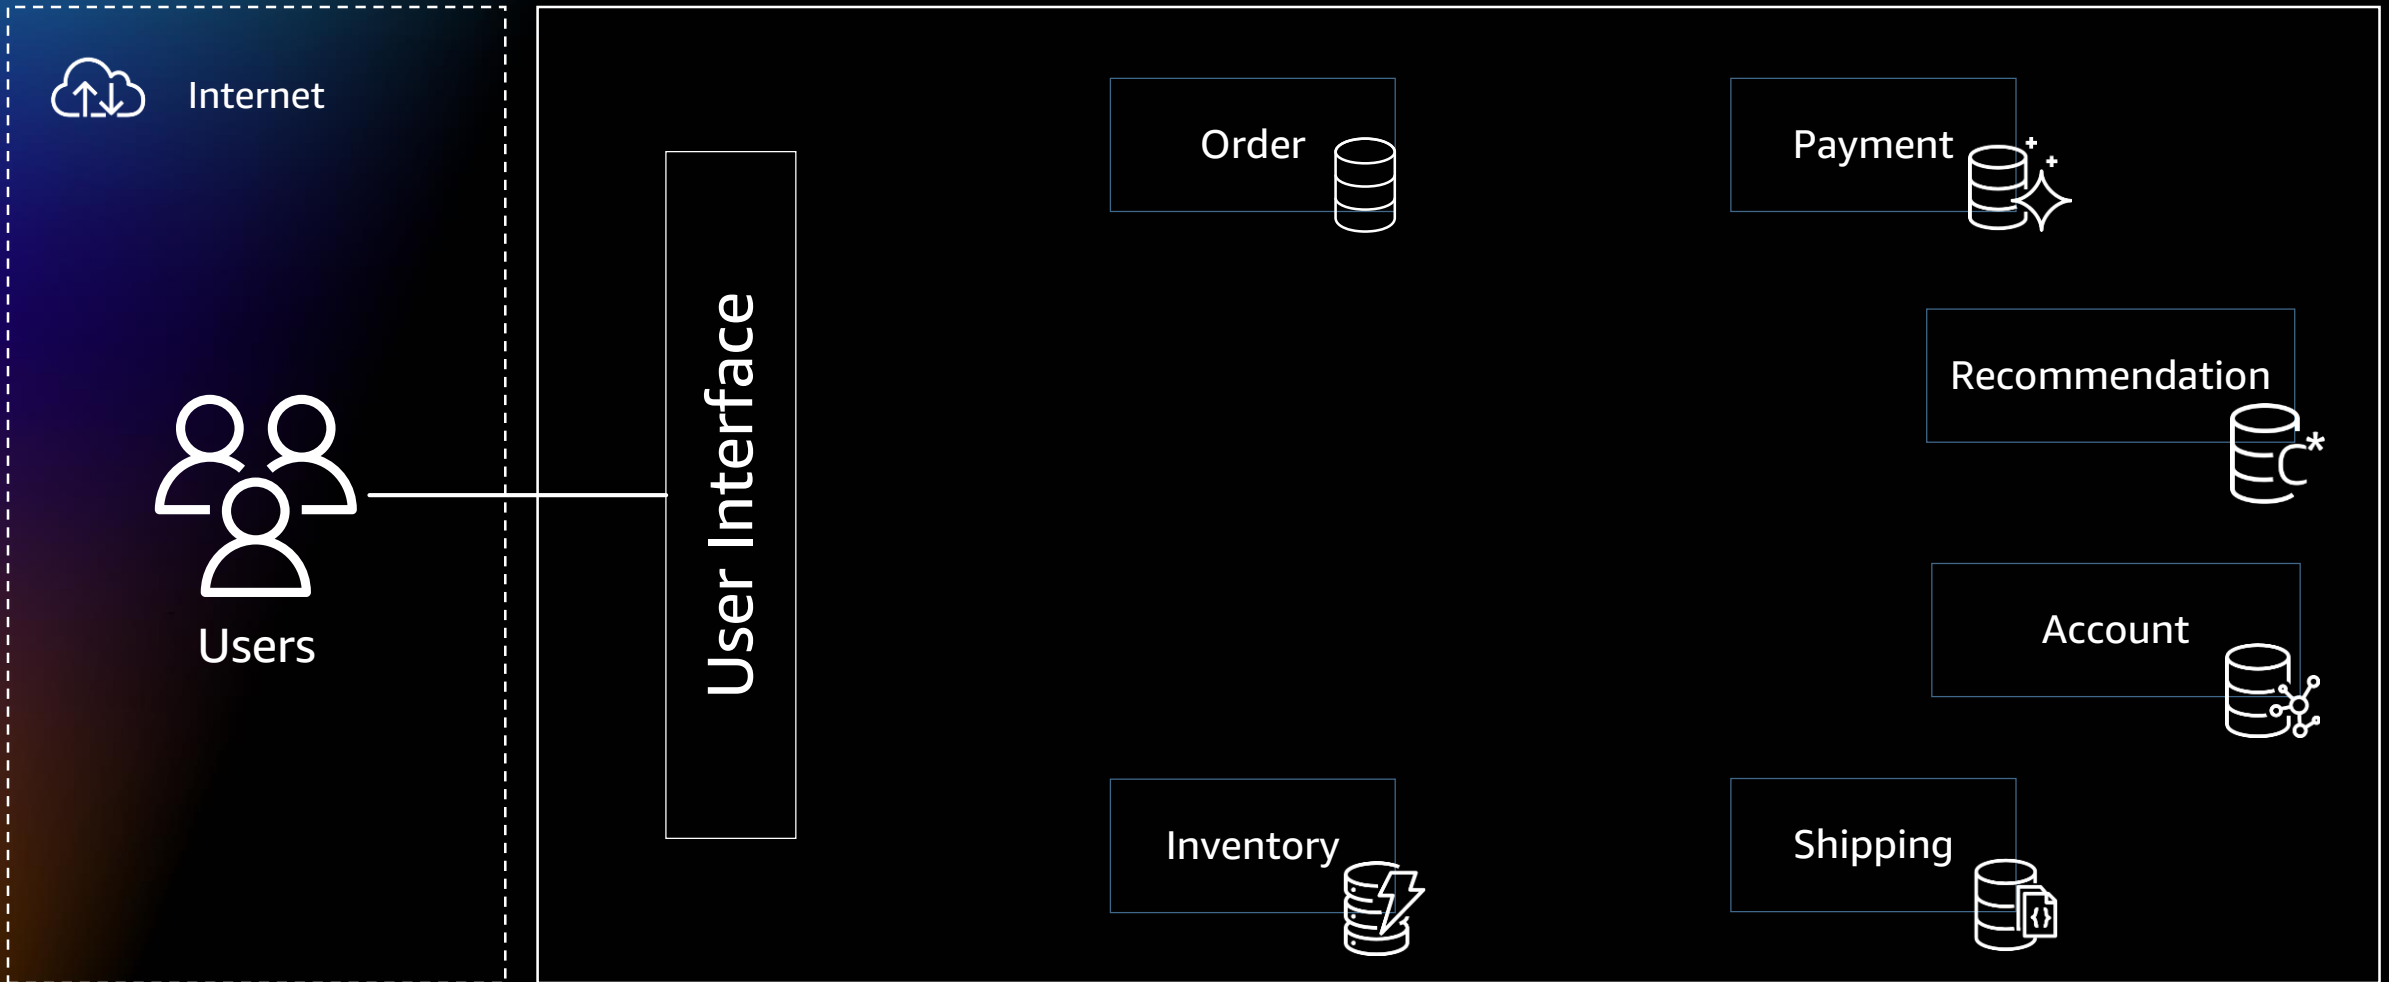 Internet
Users
User Interface
Order
Payment
Recommendation
C*
Account
Inventory
Shipping
{}